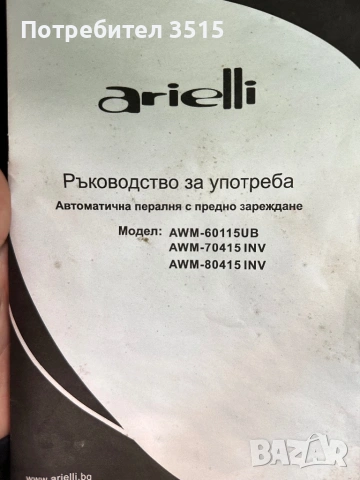 Потребител 3515
arielli
Ръководство за употреба
Автоматична пералня с предно зареждане
Модел: AWM-60115UB
AWM-70415 INV
AWM-80415 INV
www.arielli.bg
BAZAR